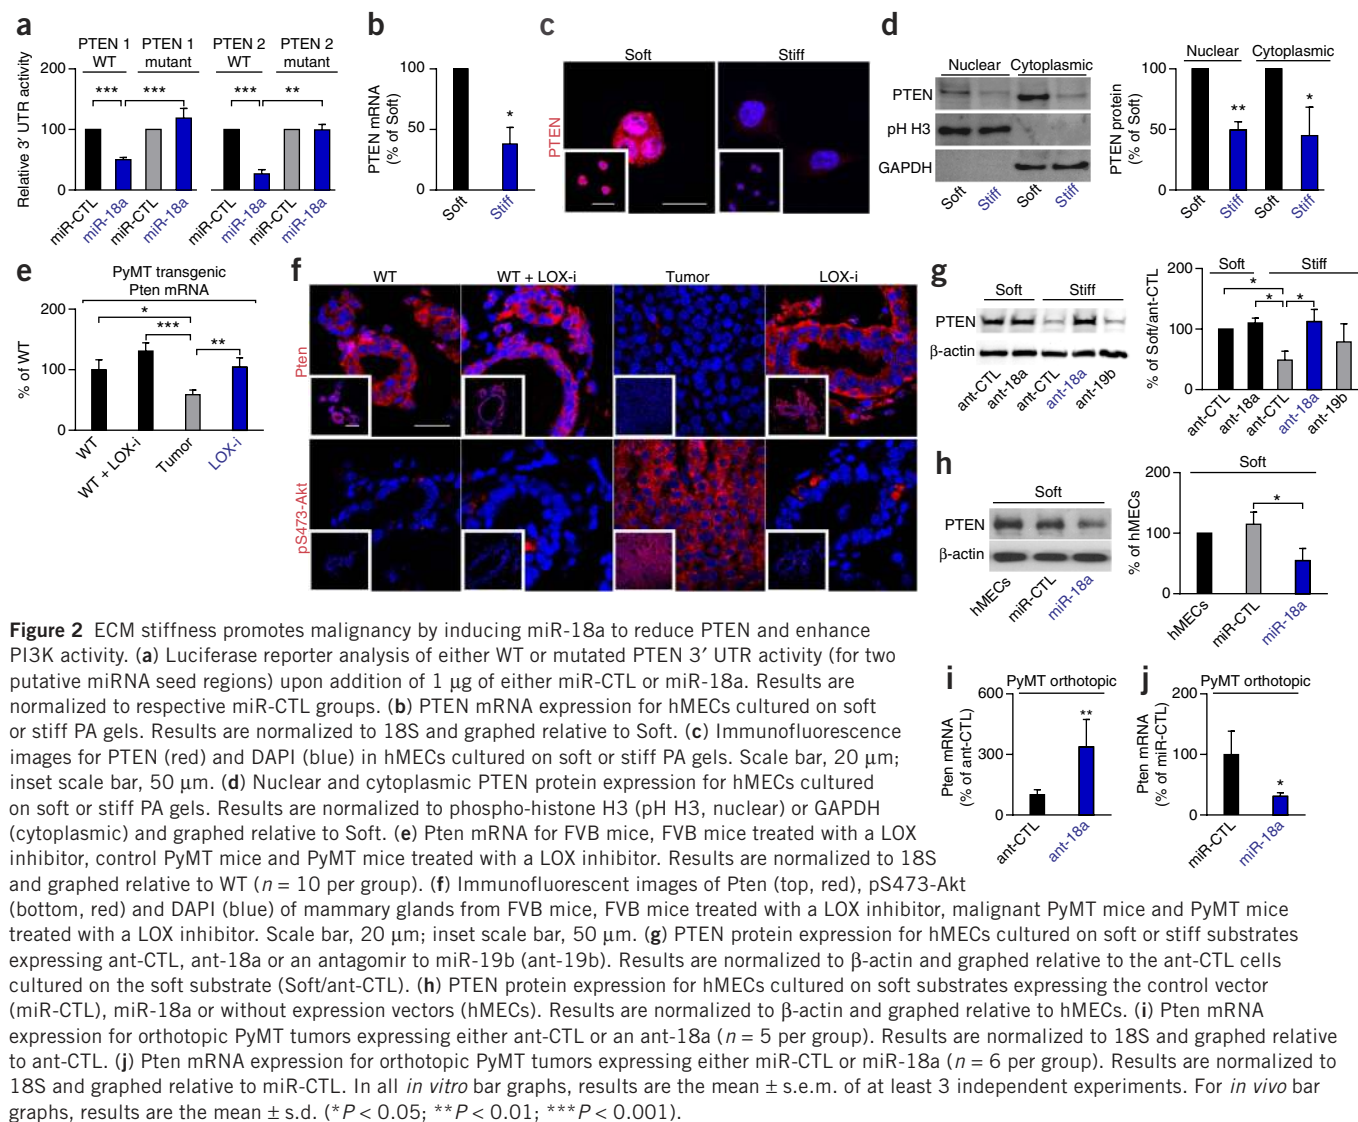 a
PTEN 1 WT
PTEN 1 mutant
PTEN 2 WT
PTEN 2 mutant
Relative 3′ UTR activity
200
100
0
***
***
***
**
miR-CTL
miR-18a
miR-CTL
miR-18a
miR-CTL
miR-18a
miR-CTL
miR-18a
b
PTEN mRNA
(% of Soft)
100
50
0
*
Soft
Stiff
c
Soft
Stiff
PTEN
d
Nuclear
Cytoplasmic
PTEN
pH H3
GAPDH
Soft
Stiff
Soft
Stiff
Nuclear
Cytoplasmic
PTEN protein
(% of Soft)
100
50
0
**
*
Soft
Stiff
Soft
Stiff
e
PyMT transgenic
Pten mRNA
% of WT
200
100
0
*
***
**
WT
WT + LOX-i
Tumor
LOX-i
f
WT
WT + LOX-i
Tumor
LOX-i
Pten
pS473-Akt
g
Soft
Stiff
PTEN
β-actin
ant-CTL
ant-18a
ant-CTL
ant-18a
ant-19b
% of Soft/ant-CTL
Soft
Stiff
200
100
0
*
*
*
ant-CTL
ant-18a
ant-CTL
ant-18a
ant-19b
h
Soft
PTEN
β-actin
hMECs
miR-CTL
miR-18a
Soft
% of hMECs
200
100
0
*
hMECs
miR-CTL
miR-18a
i
PyMT orthotopic
Pten mRNA
(% of ant-CTL)
600
300
0
**
ant-CTL
ant-18a
j
PyMT orthotopic
Pten mRNA
(% of miR-CTL)
200
100
0
*
miR-CTL
miR-18a
Figure 2 ECM stiffness promotes malignancy by inducing miR-18a to reduce PTEN and enhance
PI3K activity. (a) Luciferase reporter analysis of either WT or mutated PTEN 3′ UTR activity (for two
putative miRNA seed regions) upon addition of 1 μg of either miR-CTL or miR-18a. Results are
normalized to respective miR-CTL groups. (b) PTEN mRNA expression for hMECs cultured on soft
or stiff PA gels. Results are normalized to 18S and graphed relative to Soft. (c) Immunofluorescence
images for PTEN (red) and DAPI (blue) in hMECs cultured on soft or stiff PA gels. Scale bar, 20 μm;
inset scale bar, 50 μm. (d) Nuclear and cytoplasmic PTEN protein expression for hMECs cultured
on soft or stiff PA gels. Results are normalized to phospho-histone H3 (pH H3, nuclear) or GAPDH
(cytoplasmic) and graphed relative to Soft. (e) Pten mRNA for FVB mice, FVB mice treated with a LOX
inhibitor, control PyMT mice and PyMT mice treated with a LOX inhibitor. Results are normalized to 18S
and graphed relative to WT (n = 10 per group). (f) Immunofluorescent images of Pten (top, red), pS473-Akt
(bottom, red) and DAPI (blue) of mammary glands from FVB mice, FVB mice treated with a LOX inhibitor, malignant PyMT mice and PyMT mice
treated with a LOX inhibitor. Scale bar, 20 μm; inset scale bar, 50 μm. (g) PTEN protein expression for hMECs cultured on soft or stiff substrates
expressing ant-CTL, ant-18a or an antagomir to miR-19b (ant-19b). Results are normalized to β-actin and graphed relative to the ant-CTL cells
cultured on the soft substrate (Soft/ant-CTL). (h) PTEN protein expression for hMECs cultured on soft substrates expressing the control vector
(miR-CTL), miR-18a or without expression vectors (hMECs). Results are normalized to β-actin and graphed relative to hMECs. (i) Pten mRNA
expression for orthotopic PyMT tumors expressing either ant-CTL or an ant-18a (n = 5 per group). Results are normalized to 18S and graphed relative
to ant-CTL. (j) Pten mRNA expression for orthotopic PyMT tumors expressing either miR-CTL or miR-18a (n = 6 per group). Results are normalized to
18S and graphed relative to miR-CTL. In all in vitro bar graphs, results are the mean ± s.e.m. of at least 3 independent experiments. For in vivo bar
graphs, results are the mean ± s.d. (*P < 0.05; **P < 0.01; ***P < 0.001).